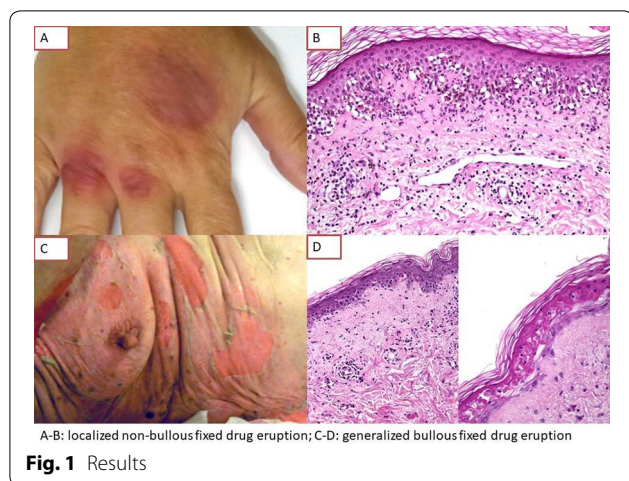 A
B
C
D
A-B: localized non-bullous fixed drug eruption; C-D: generalized bullous fixed drug eruption
Fig. 1 Results